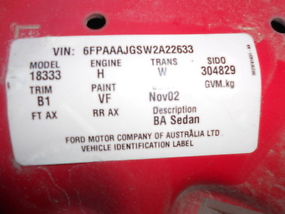 VIN: 6FPAAAJGSW2A22633
MODEL ENGINE TRANS SIDO
18333 H W 304829
TRIM PAINT GVM.kg
B1 VF Nov02
FT AX RR AX Description
BA Sedan
FORD MOTOR COMPANY OF AUSTRALIA LTD
VEHICLE IDENTIFICATION LABEL